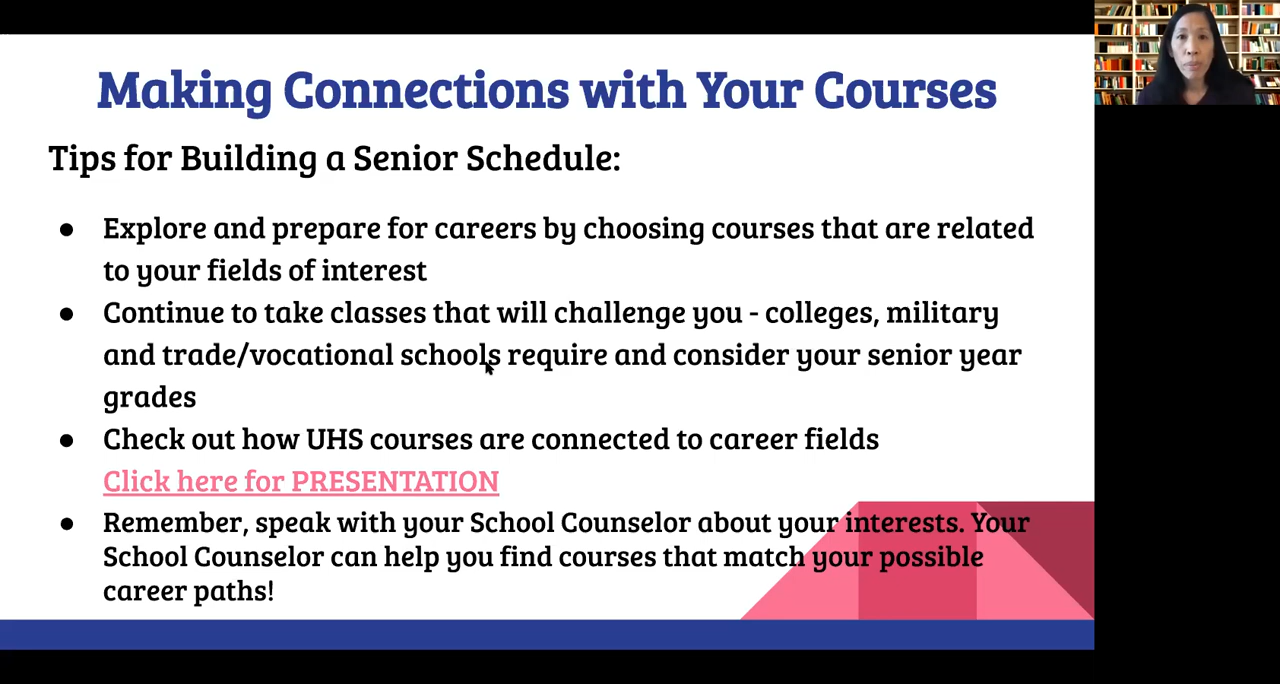 Making Connections with Your Courses
Tips for Building a Senior Schedule:
● Explore and prepare for careers by choosing courses that are related
to your fields of interest
● Continue to take classes that will challenge you - colleges, military
and trade/vocational schools require and consider your senior year
grades
● Check out how UHS courses are connected to career fields
Click here for PRESENTATION
● Remember, speak with your School Counselor about your interests. Your
School Counselor can help you find courses that match your possible
career paths!